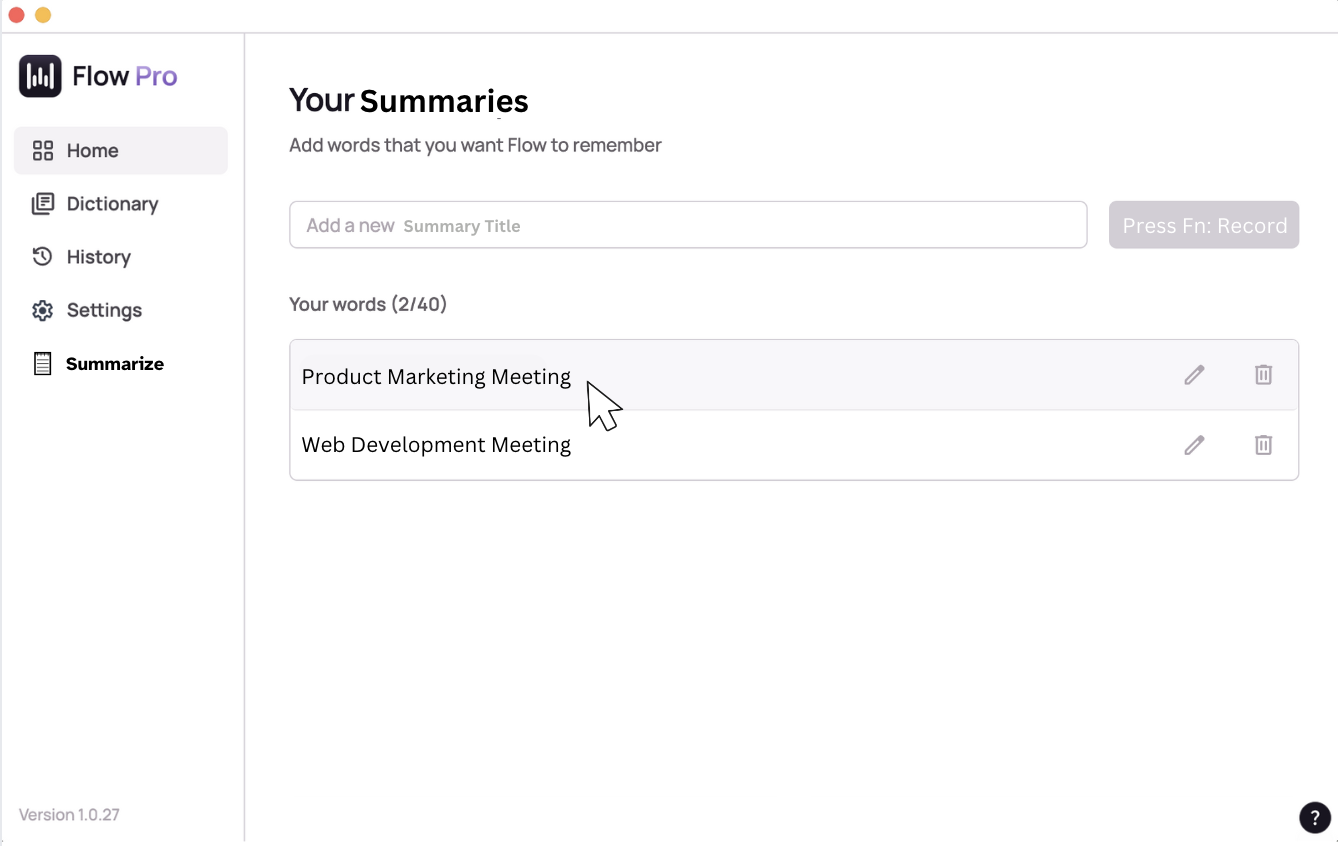 Flow Pro
Home
Dictionary
History
Settings
Summarize
Version 1.0.27
Your Summaries
Add words that you want Flow to remember
Add a new Summary Title
Press Fn: Record
Your words (2/40)
Product Marketing Meeting
Web Development Meeting
?